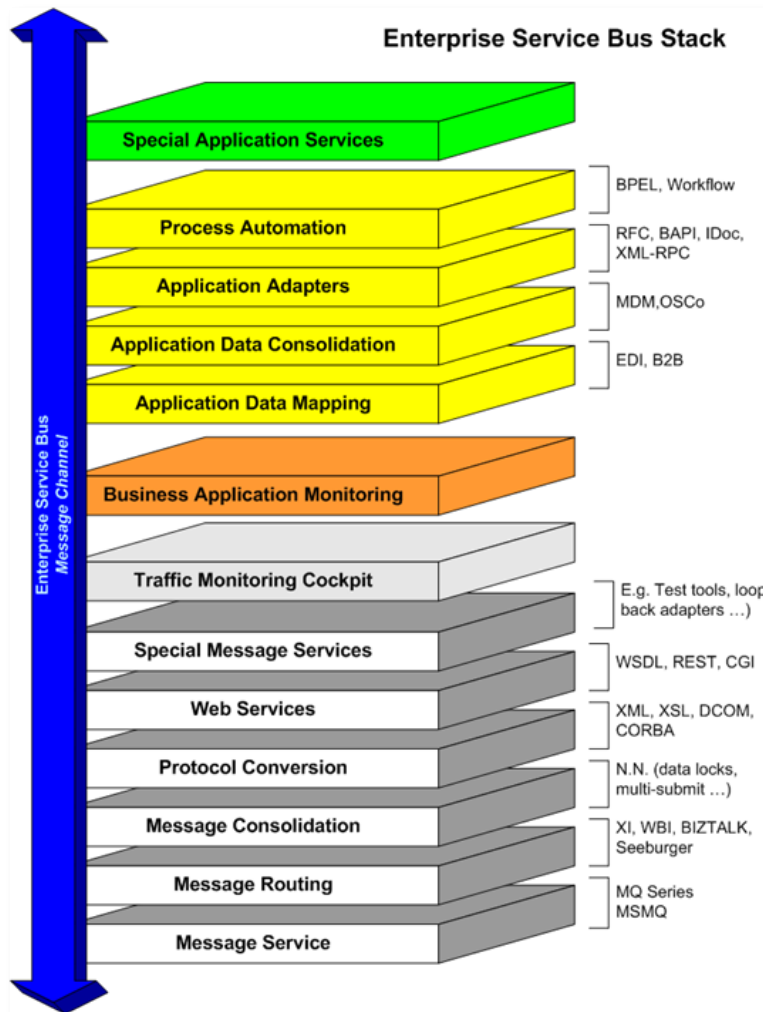 Enterprise Service Bus Stack
Special Application Services
BPEL, Workflow
Process Automation
RFC, BAPI, IDoc,
XML-RPC
Application Adapters
MDM,OSCo
Application Data Consolidation
EDI, B2B
Application Data Mapping
Business Application Monitoring
Traffic Monitoring Cockpit
E.g. Test tools, loop
back adapters …)
Special Message Services
WSDL, REST, CGI
Web Services
XML, XSL, DCOM,
CORBA
Protocol Conversion
N.N. (data locks,
multi-submit …)
Message Consolidation
XI, WBI, BIZTALK,
Seeburger
Message Routing
MQ Series
MSMQ
Message Service
Enterprise Service Bus
Message Channel